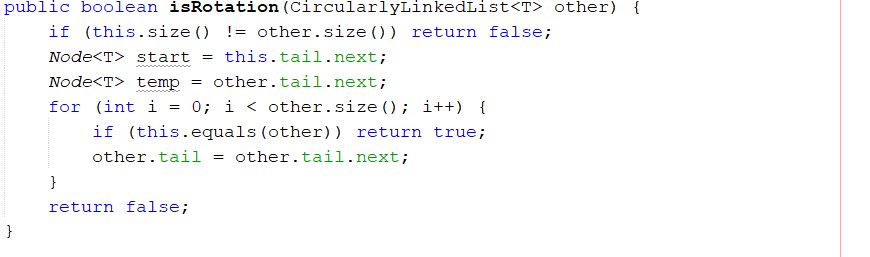 public boolean isRotation(CircularlyLinkedList<T> other) {
    if (this.size() != other.size()) return false;
    Node<T> start = this.tail.next;
    Node<T> temp = other.tail.next;
    for (int i = 0; i < other.size(); i++) {
        if (this.equals(other)) return true;
        other.tail = other.tail.next;
    }
    return false;
}